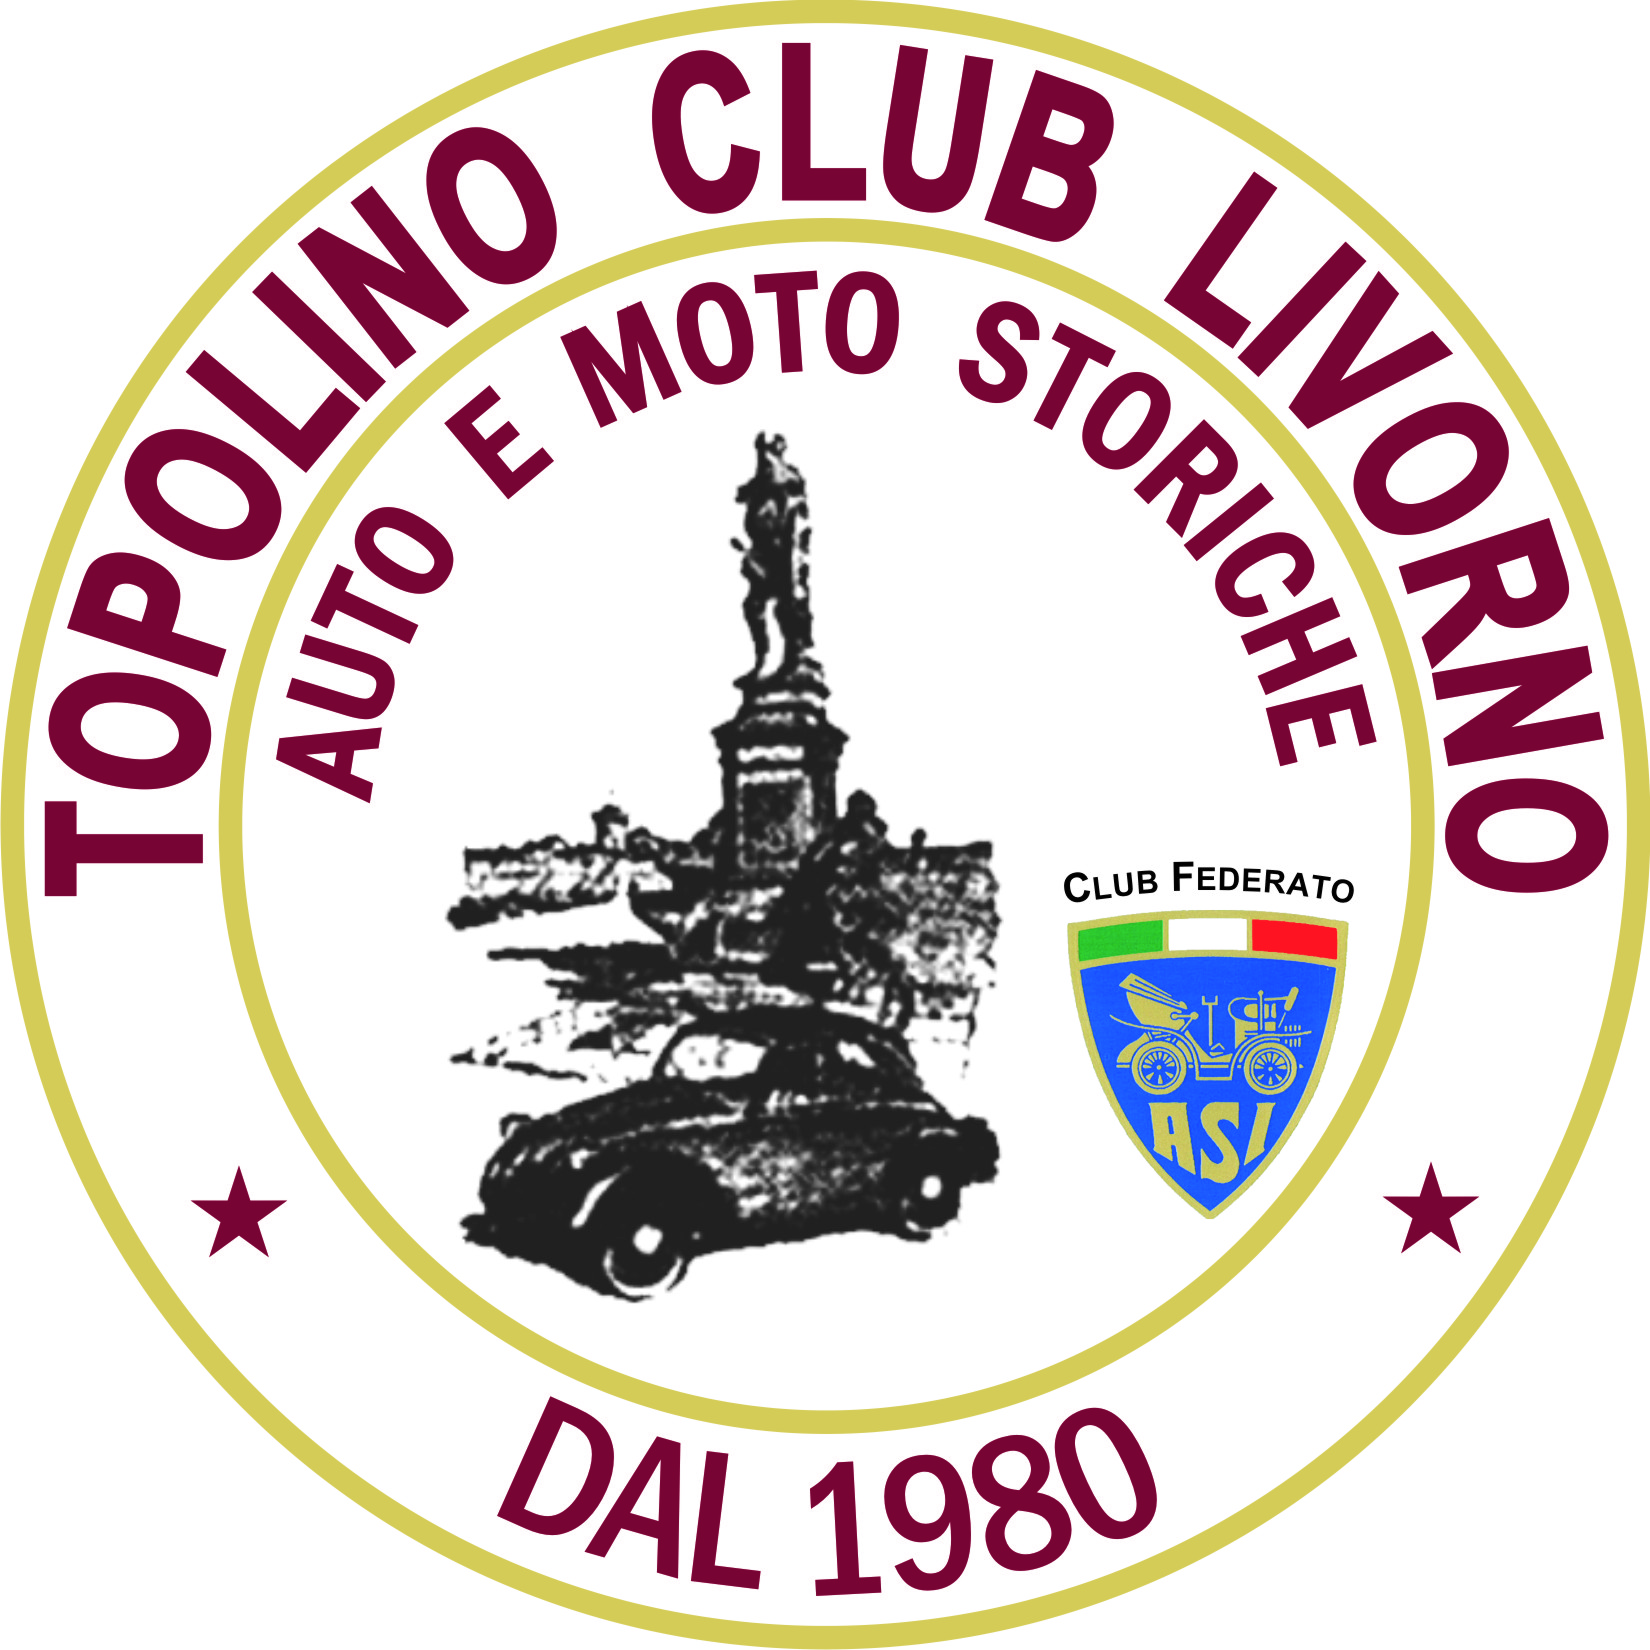 TOPOLINO CLUB LIVORNO
AUTO E MOTO STORICHE
CLUB FEDERATO
ASI
DAL 1980